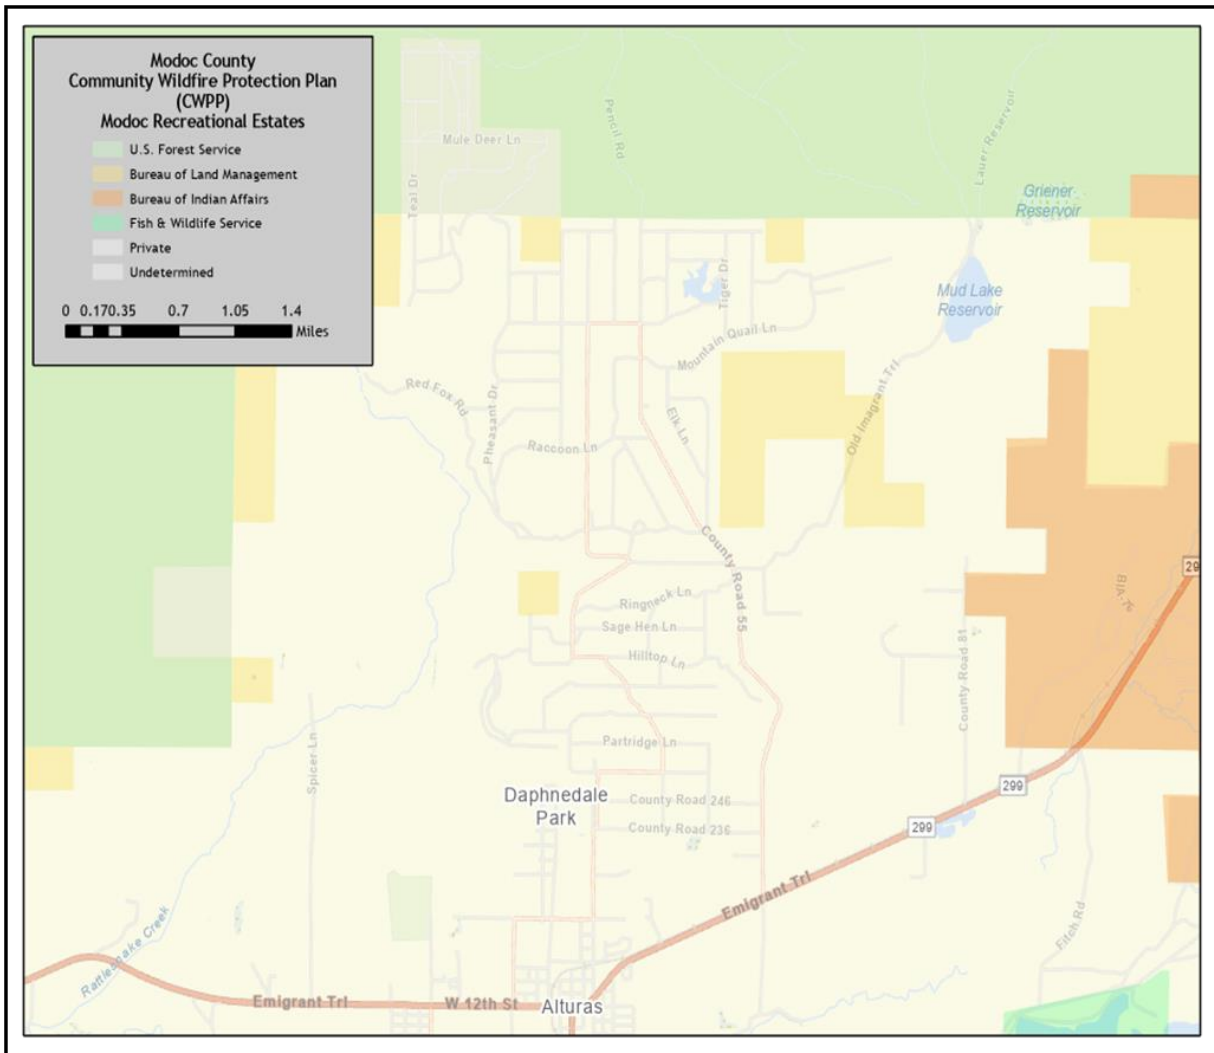 Modoc County
Community Wildfire Protection Plan
(CWPP)
Modoc Recreational Estates
U.S. Forest Service
Bureau of Land Management
Bureau of Indian Affairs
Fish & Wildlife Service
Private
Undetermined
0 0.17 0.35 0.7 1.05 1.4
Miles
Mule Deer Ln
Teal Dr
Pencil Rd
Lauer Reservoir
Griener
Reservoir
Tiger Dr
Mud Lake
Reservoir
Mountain Quail Ln
Red Fox Rd
Pheasant Dr
Elk Ln
Old Imagrant Trl
Raccoon Ln
County Road 55
29
BIA-76
Ringneck Ln
Sage Hen Ln
Hilltop Ln
County Road 81
Spicer Ln
Partridge Ln
299
Daphnedale
Park
County Road 246
County Road 236
299
Emigrant Trl
Fitch Rd
Rattlesnake Creek
Emigrant Trl
W 12th St
Alturas